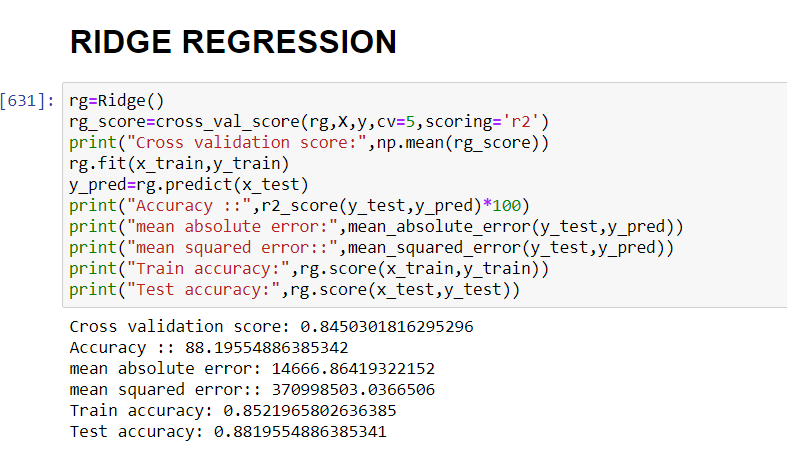 RIDGE REGRESSION
[631]:
rg=Ridge()
rg_score=cross_val_score(rg,X,y,cv=5,scoring='r2')
print("Cross validation score:",np.mean(rg_score))
rg.fit(x_train,y_train)
y_pred=rg.predict(x_test)
print("Accuracy ::",r2_score(y_test,y_pred)*100)
print("mean absolute error:",mean_absolute_error(y_test,y_pred))
print("mean squared error::",mean_squared_error(y_test,y_pred))
print("Train accuracy:",rg.score(x_train,y_train))
print("Test accuracy:",rg.score(x_test,y_test))
Cross validation score: 0.8450301816295296
Accuracy :: 88.19554886385342
mean absolute error: 14666.86419322152
mean squared error:: 370998503.0366506
Train accuracy: 0.8521965802636385
Test accuracy: 0.8819554886385341